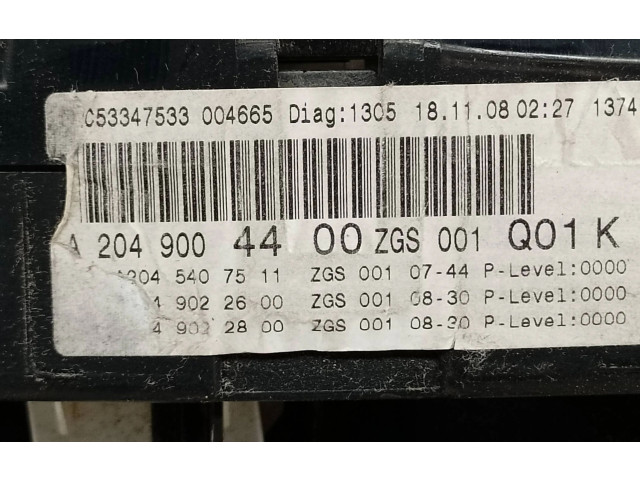 C53347533 004665 Diag:1305 18.11.08 02:27 1374
A 204 900 44 00 ZGS 001 Q01 K
A204 540 75 11 ZGS 001 07-44 P-Level:0000
4 902 26 00 ZGS 001 08-30 P-Level:0000
4 902 28 00 ZGS 001 08-30 P-Level:0000